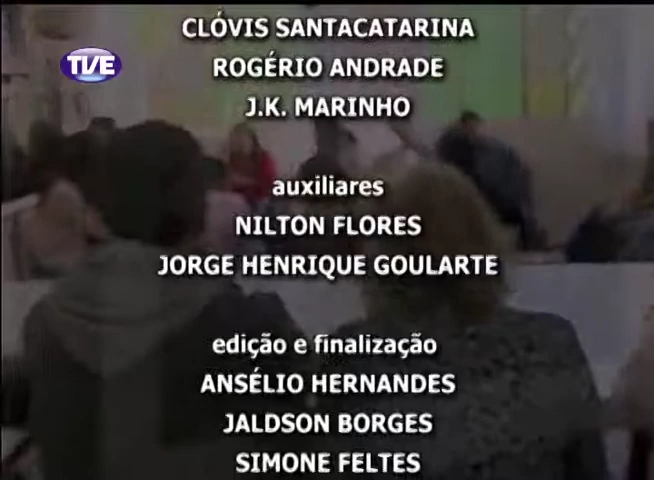 CLÓVIS SANTACATARINA
TVE
ROGÉRIO ANDRADE
J.K. MARINHO
auxiliares
NILTON FLORES
JORGE HENRIQUE GOULARTE
edição e finalização
ANSÉLIO HERNANDES
JALDSON BORGES
SIMONE FELTES